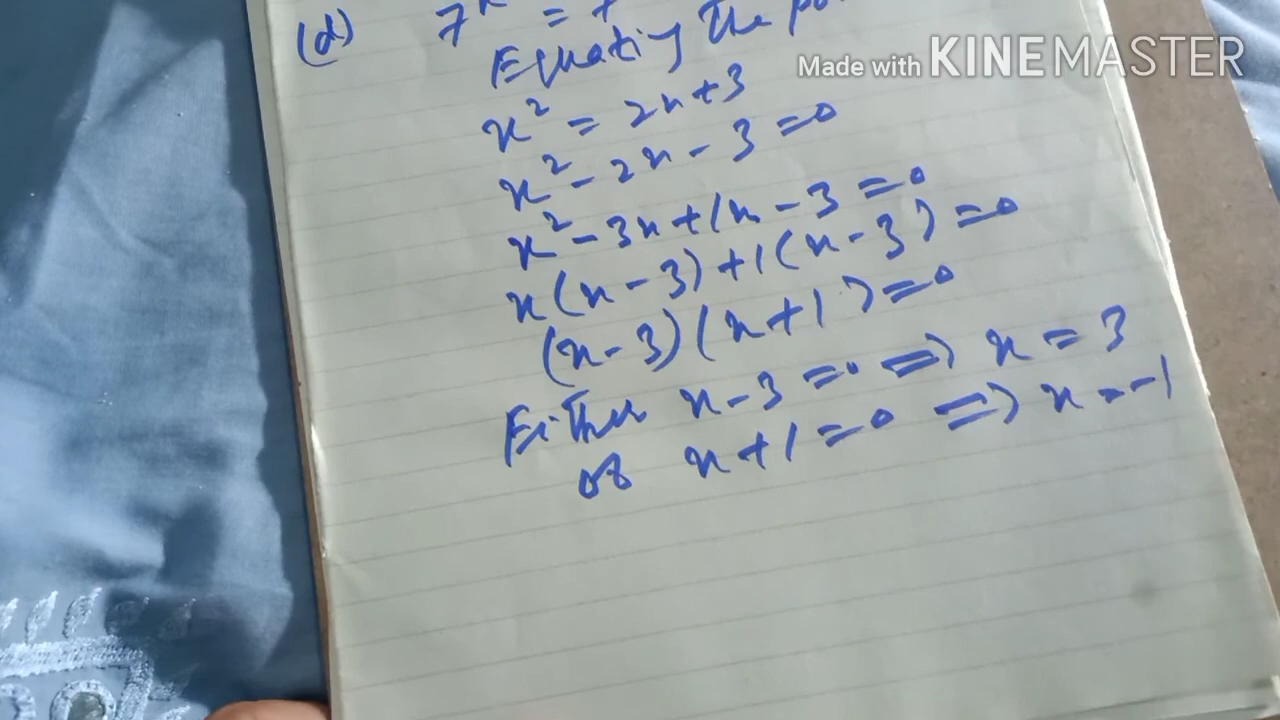 (d) 7^x =
Equating the
x² = 2x+3
x² - 2x - 3 = 0
x² - 3x + 1x - 3 = 0
x(x-3) + 1(x-3) = 0
(x-3)(x+1) = 0
Either x-3 = 0 ⇒ x = 3
or x+1 = 0 ⇒ x = -1
Made with KINEMASTER